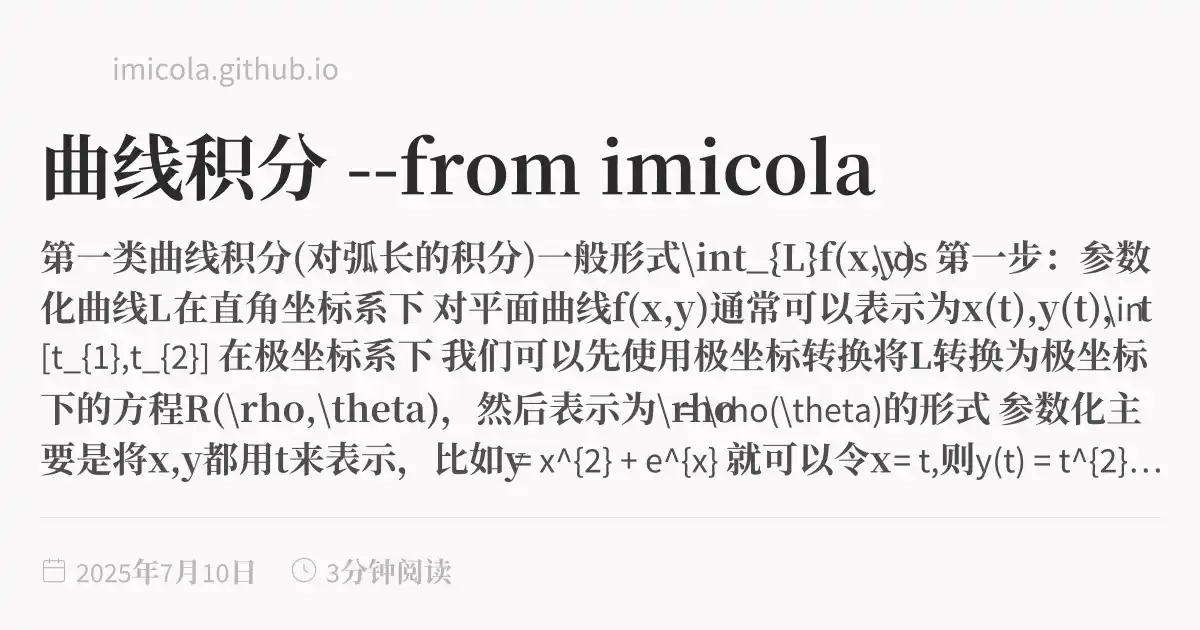 imicola.github.io
曲线积分 --from imicola
第一类曲线积分(对弧长的积分)一般形式\int_{L}f(x,y)ds 第一步：参数
化曲线L在直角坐标系下 对平面曲线f(x,y)通常可以表示为x(t),y(t),t\in
[t_{1},t_{2}] 在极坐标系下 我们可以先使用极坐标转换将L转换为极坐标
下的方程R(\rho,\theta)，然后表示为\rho=\rho(\theta)的形式 参数化主
要是将x,y都用t来表示，比如y= x^{2} + e^{x} 就可以令x= t,则y(t) = t^{2}…
2025年7月10日
3分钟阅读